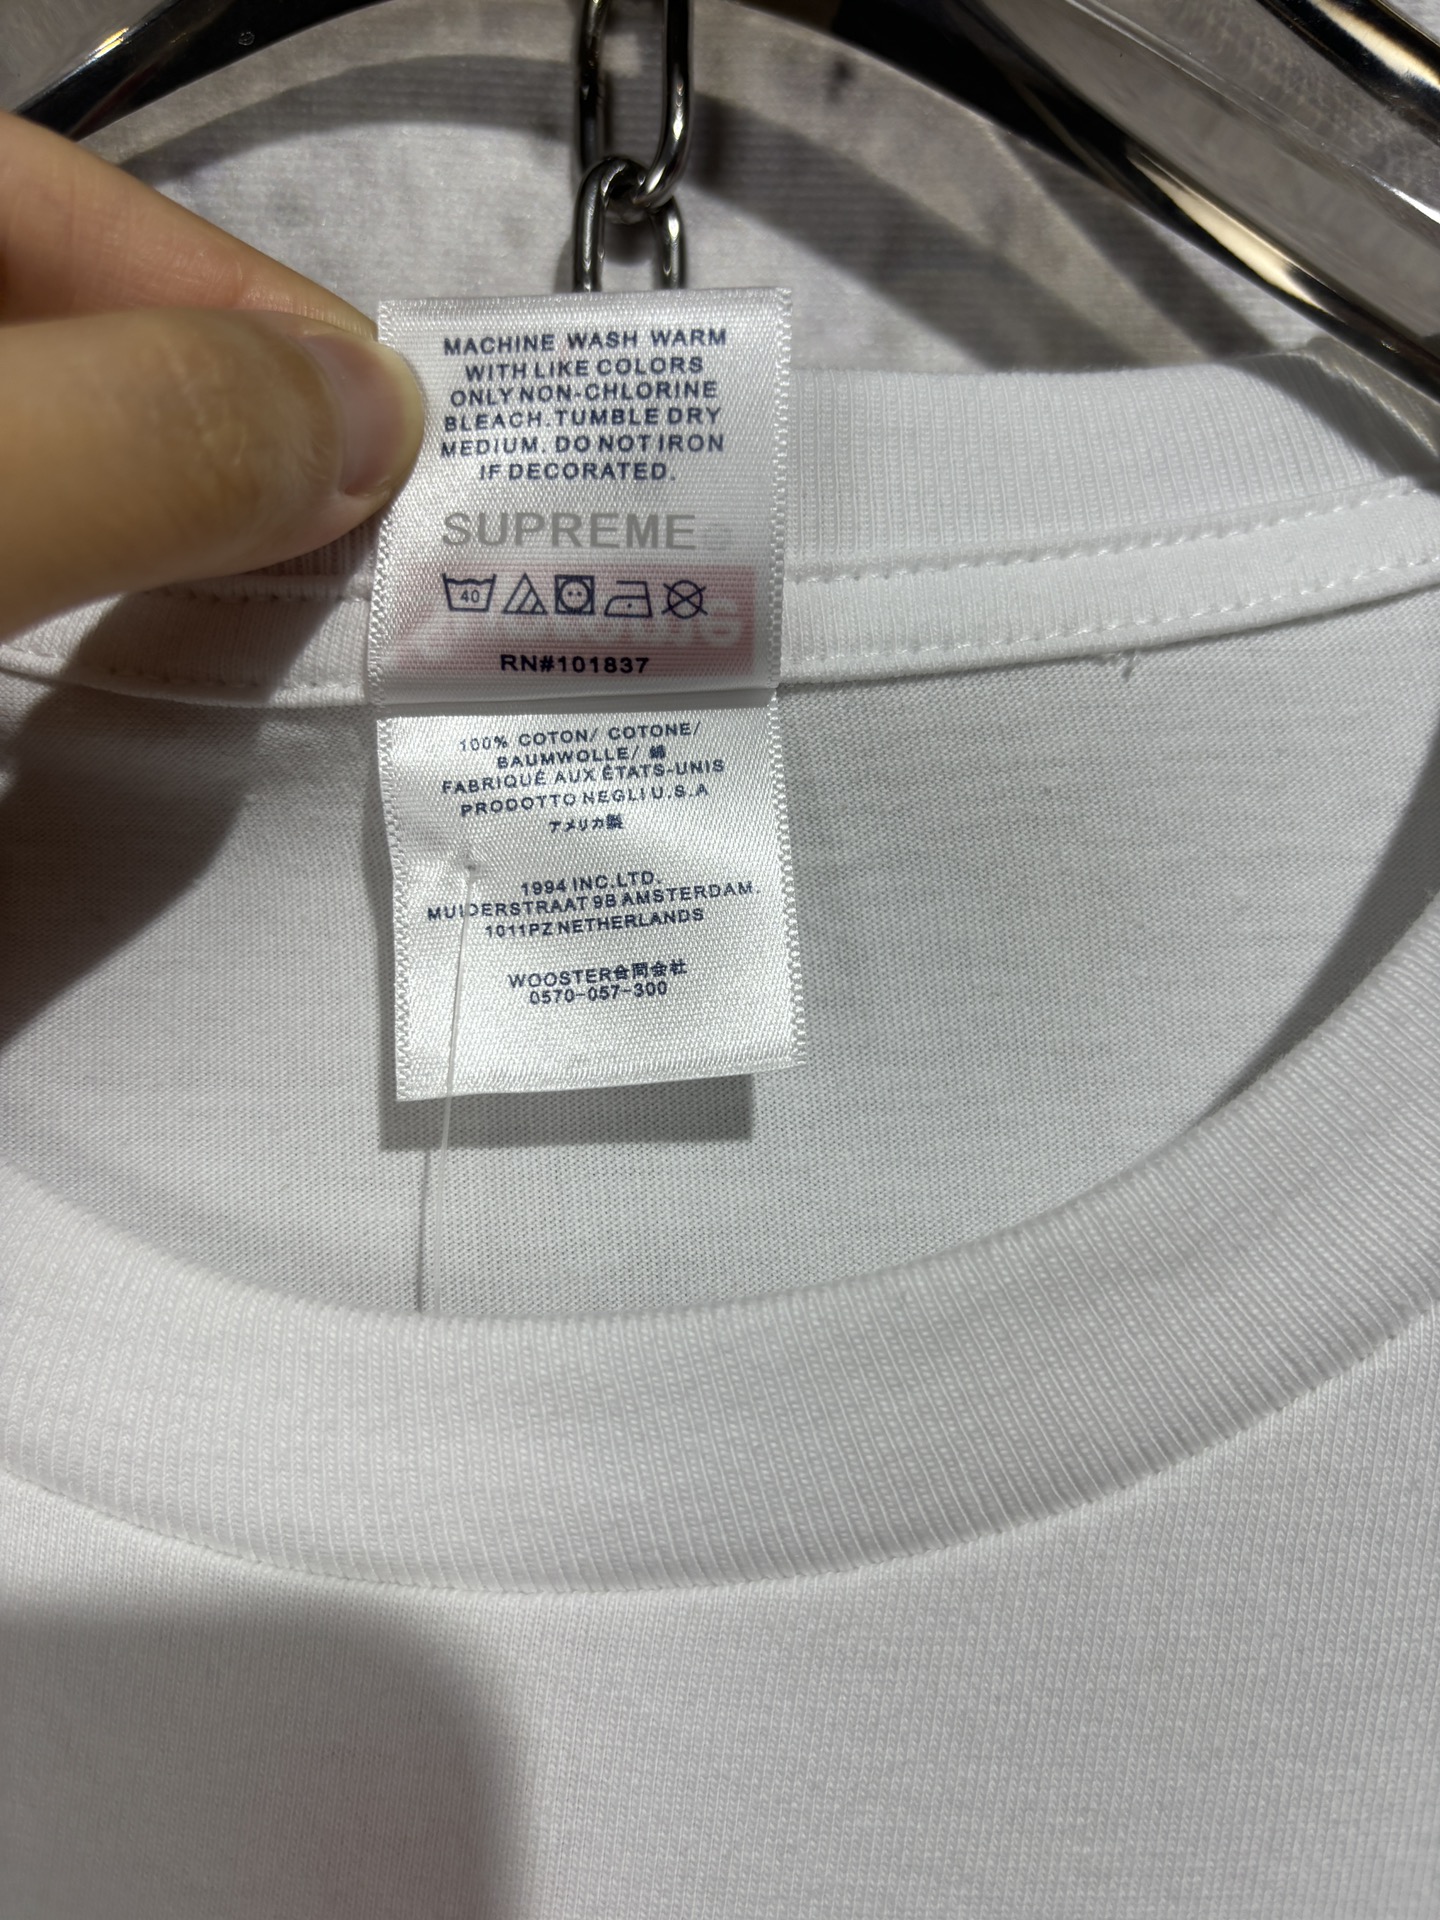 MACHINE WASH WARM
WITH LIKE COLORS
ONLY NON-CHLORINE
BLEACH.TUMBLE DRY
MEDIUM. DO NOT IRON
IF DECORATED.
SUPREME
40
RN#101837
100% COTON/ COTONE/
BAUMWOLLE/ 綿
FABRIQUÉ AUX ÉTATS-UNIS
PRODOTTO NEGLI U.S.A
アメリカ製
1994 INC.LTD.
MUIDERSTRAAT 9B AMSTERDAM.
1011PZ NETHERLANDS
WOOSTER合同会社
0570-057-300